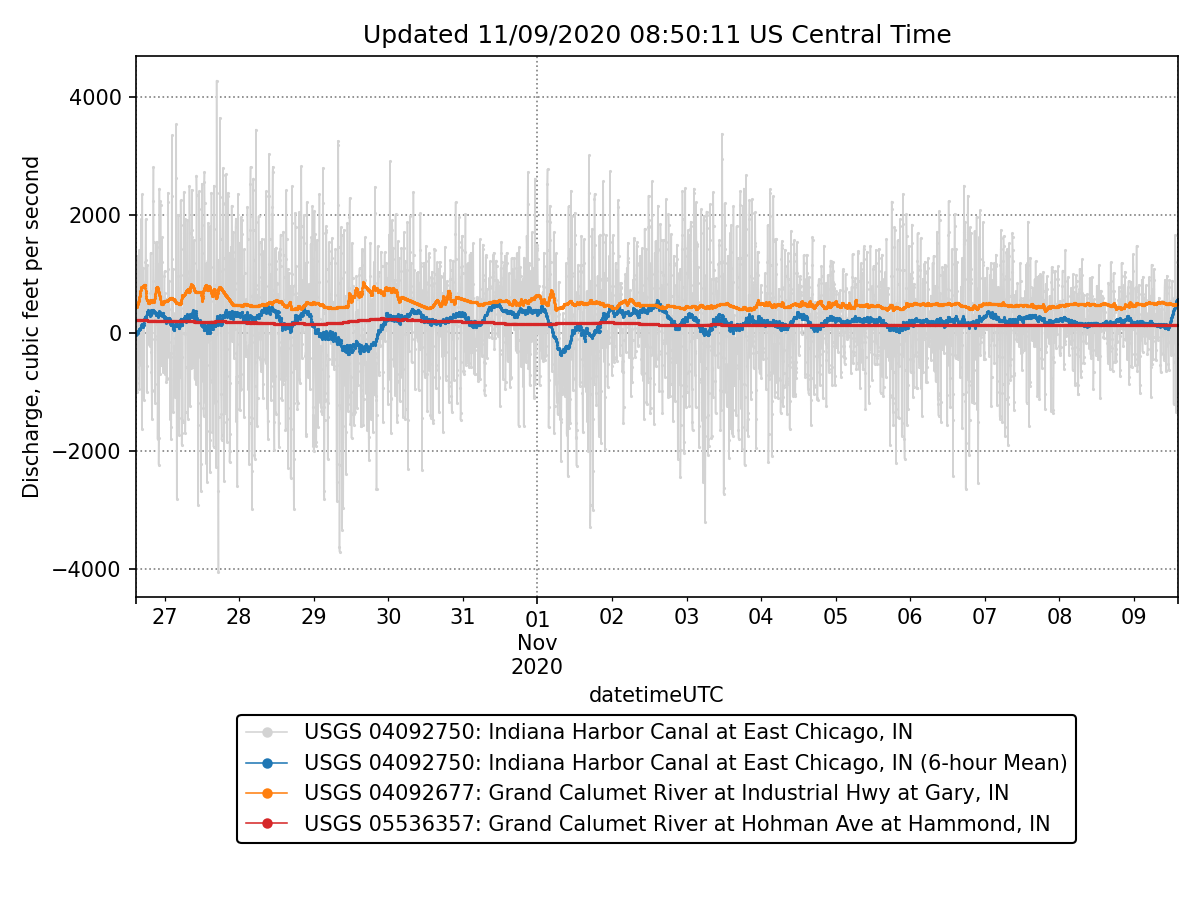 Updated 11/09/2020 08:50:11 US Central Time
Discharge, cubic feet per second
4000
2000
0
−2000
−4000
27 28 29 30 31 01 02 03 04 05 06 07 08 09
Nov
2020
datetimeUTC
USGS 04092750: Indiana Harbor Canal at East Chicago, IN
USGS 04092750: Indiana Harbor Canal at East Chicago, IN (6-hour Mean)
USGS 04092677: Grand Calumet River at Industrial Hwy at Gary, IN
USGS 05536357: Grand Calumet River at Hohman Ave at Hammond, IN